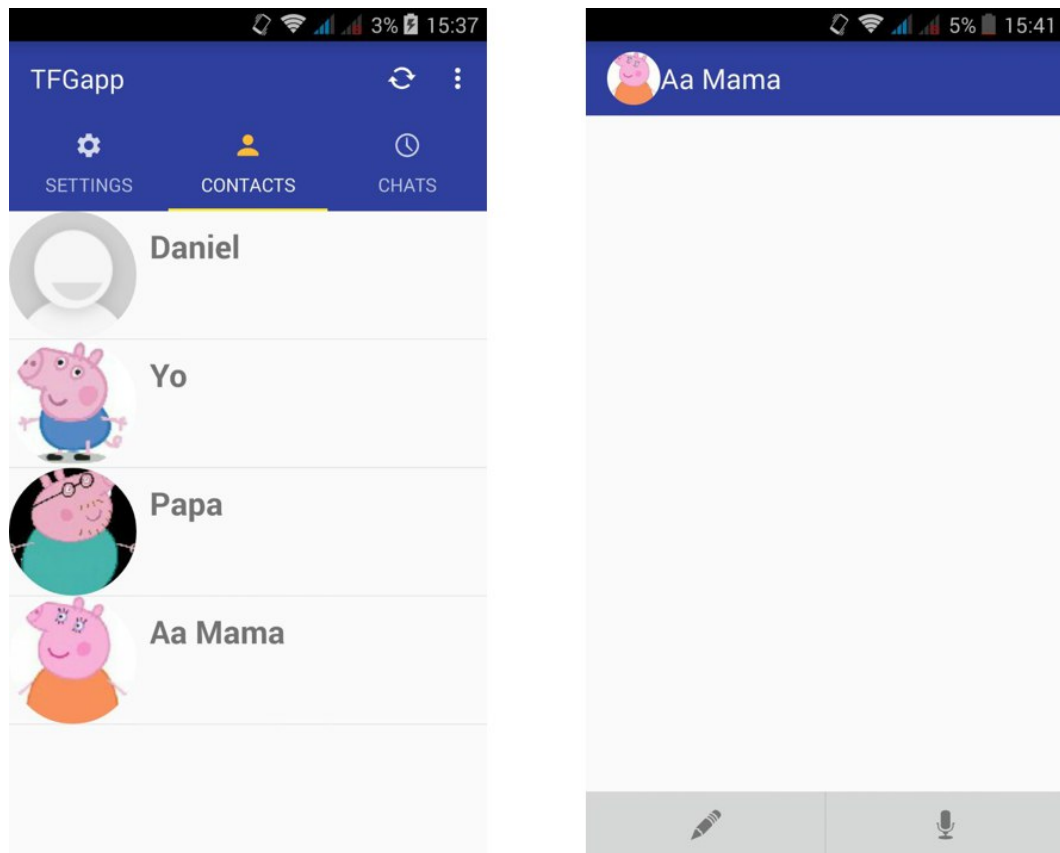 3% 15:37
TFGapp
SETTINGS CONTACTS CHATS
Daniel
Yo
Papa
Aa Mama
5% 15:41
Aa Mama